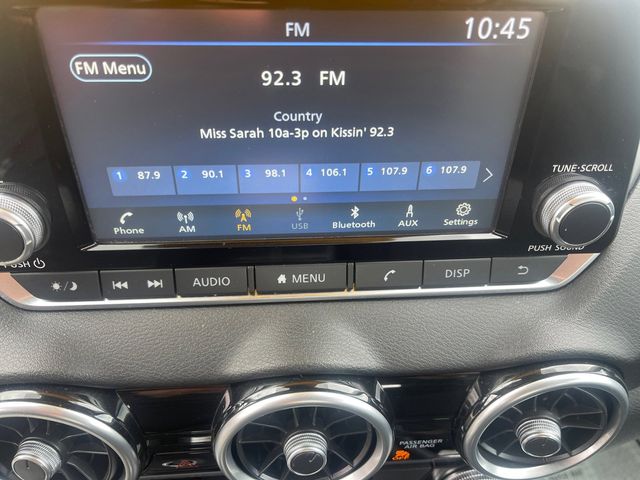 FM
10:45
FM Menu
92.3 FM
Country
Miss Sarah 10a-3p on Kissin' 92.3
1 87.9
2 90.1
3 98.1
4 106.1
5 107.9
6 107.9
Phone
AM
FM
USB
Bluetooth
AUX
Settings
TUNE·SCROLL
PUSH SOUND
PUSH
AUDIO
MENU
DISP
PASSENGER
AIR BAG
OFF